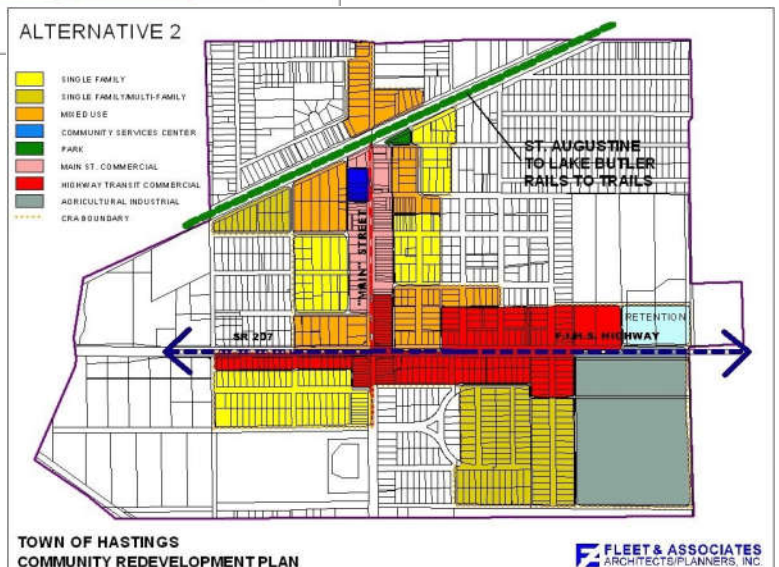 ALTERNATIVE 2
SINGLE FAMILY
SINGLE FAMILY/MULTI-FAMILY
MIXED USE
COMMUNITY SERVICES CENTER
PARK
MAIN ST. COMMERCIAL
HIGHWAY TRANSIT COMMERCIAL
AGRICULTURAL INDUSTRIAL
CRA BOUNDARY
ST. AUGUSTINE
TO LAKE BUTLER
RAILS TO TRAILS
"MAIN" STREET
RETENTION
SR 207
F.I.H.S. HIGHWAY
TOWN OF HASTINGS
COMMUNITY REDEVELOPMENT PLAN
FLEET & ASSOCIATES
ARCHITECTS/PLANNERS, INC.